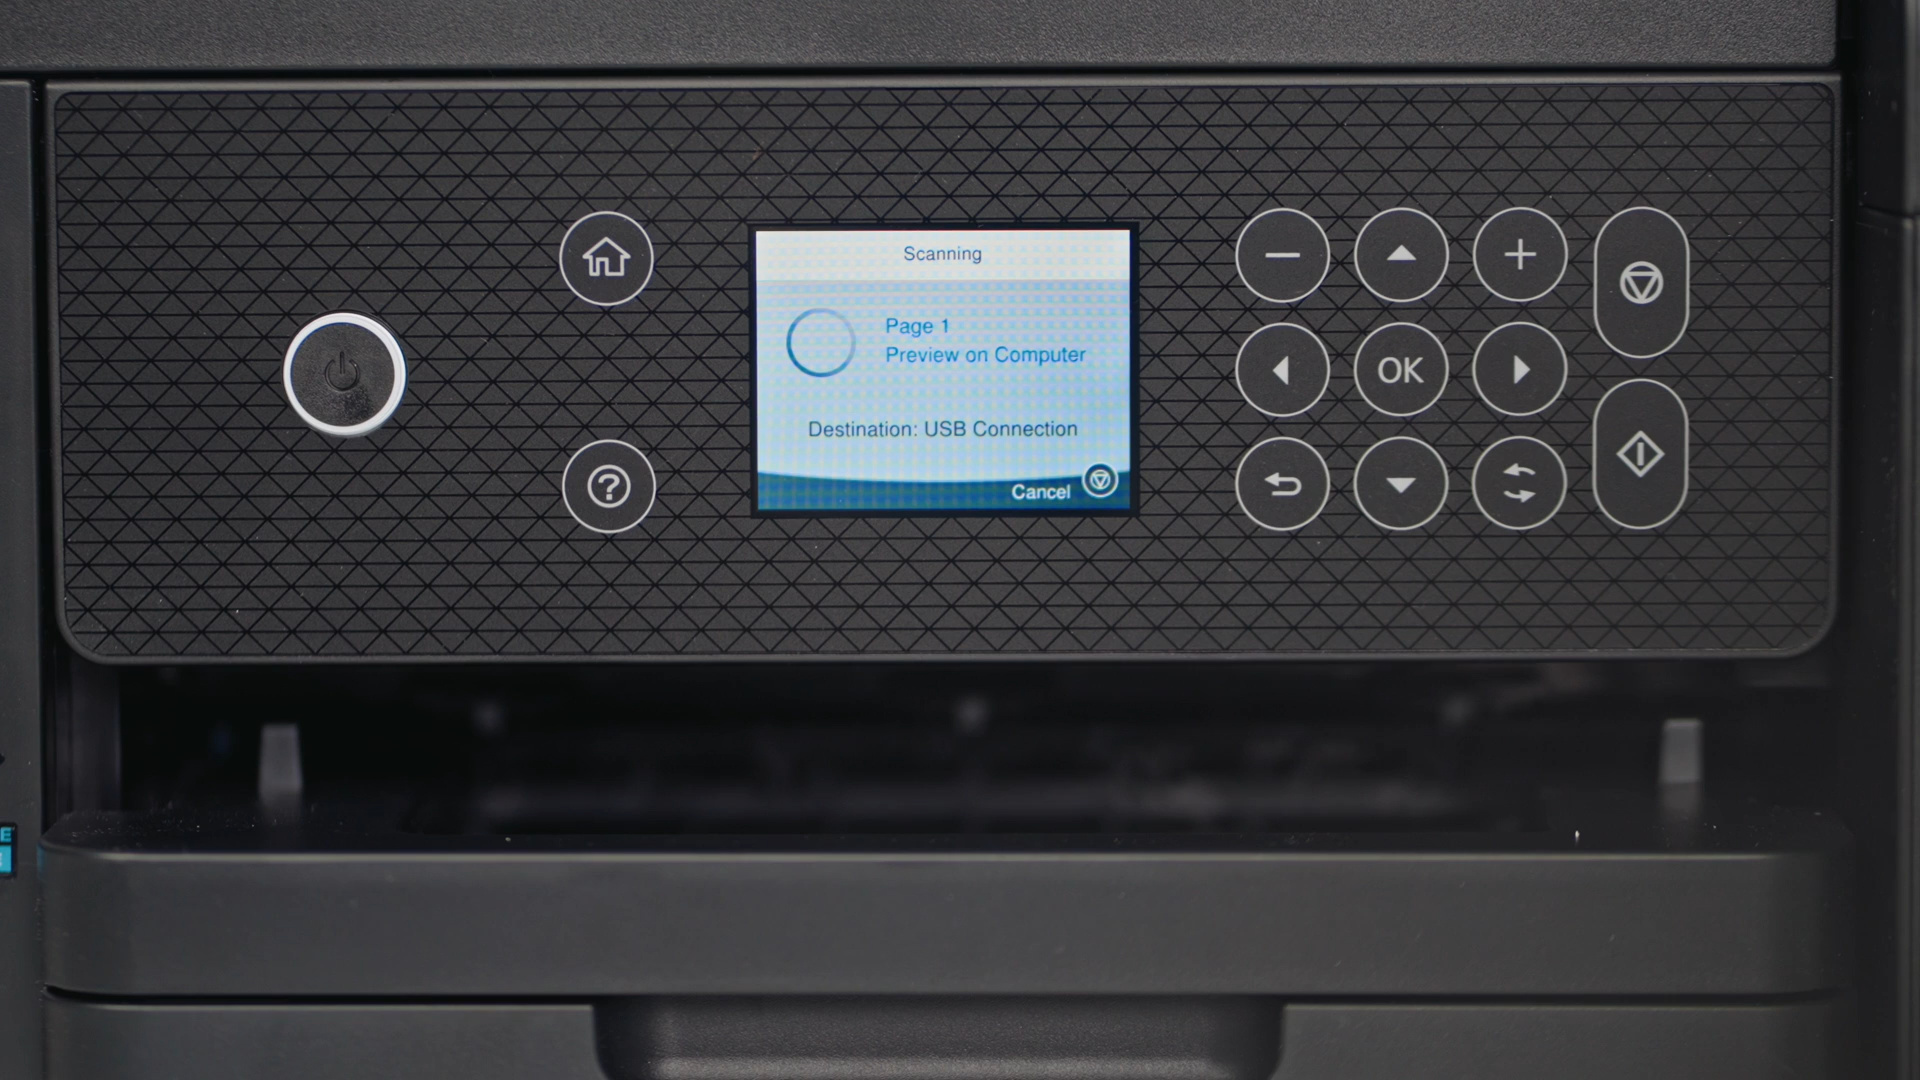 Scanning
Page 1
Preview on Computer
Destination: USB Connection
Cancel
OK